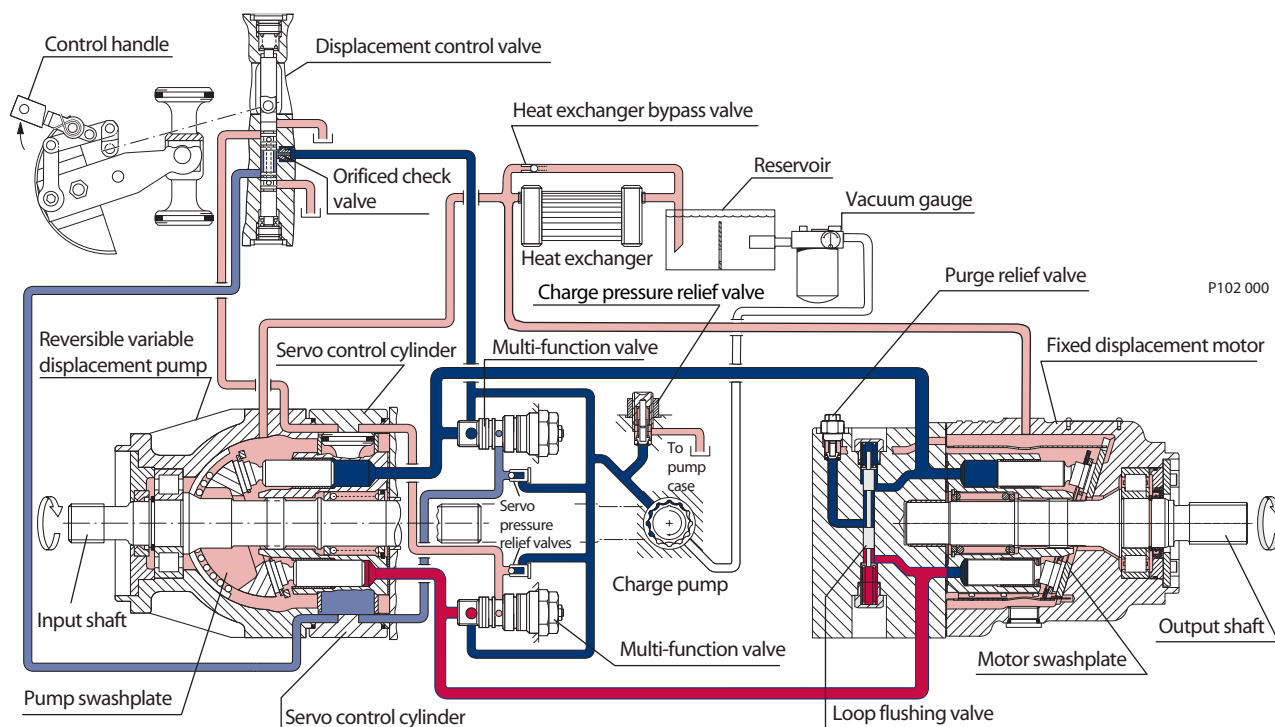 Control handle
Displacement control valve
Heat exchanger bypass valve
Reservoir
Orificed check
valve
Vacuum gauge
Heat exchanger
Purge relief valve
Charge pressure relief valve
P102 000
Reversible variable
displacement pump
Servo control cylinder
Multi-function valve
Fixed displacement motor
To
pump
case
Servo
pressure
relief valves
Charge pump
Input shaft
Output shaft
Multi-function valve
Motor swashplate
Pump swashplate
Servo control cylinder
Loop flushing valve